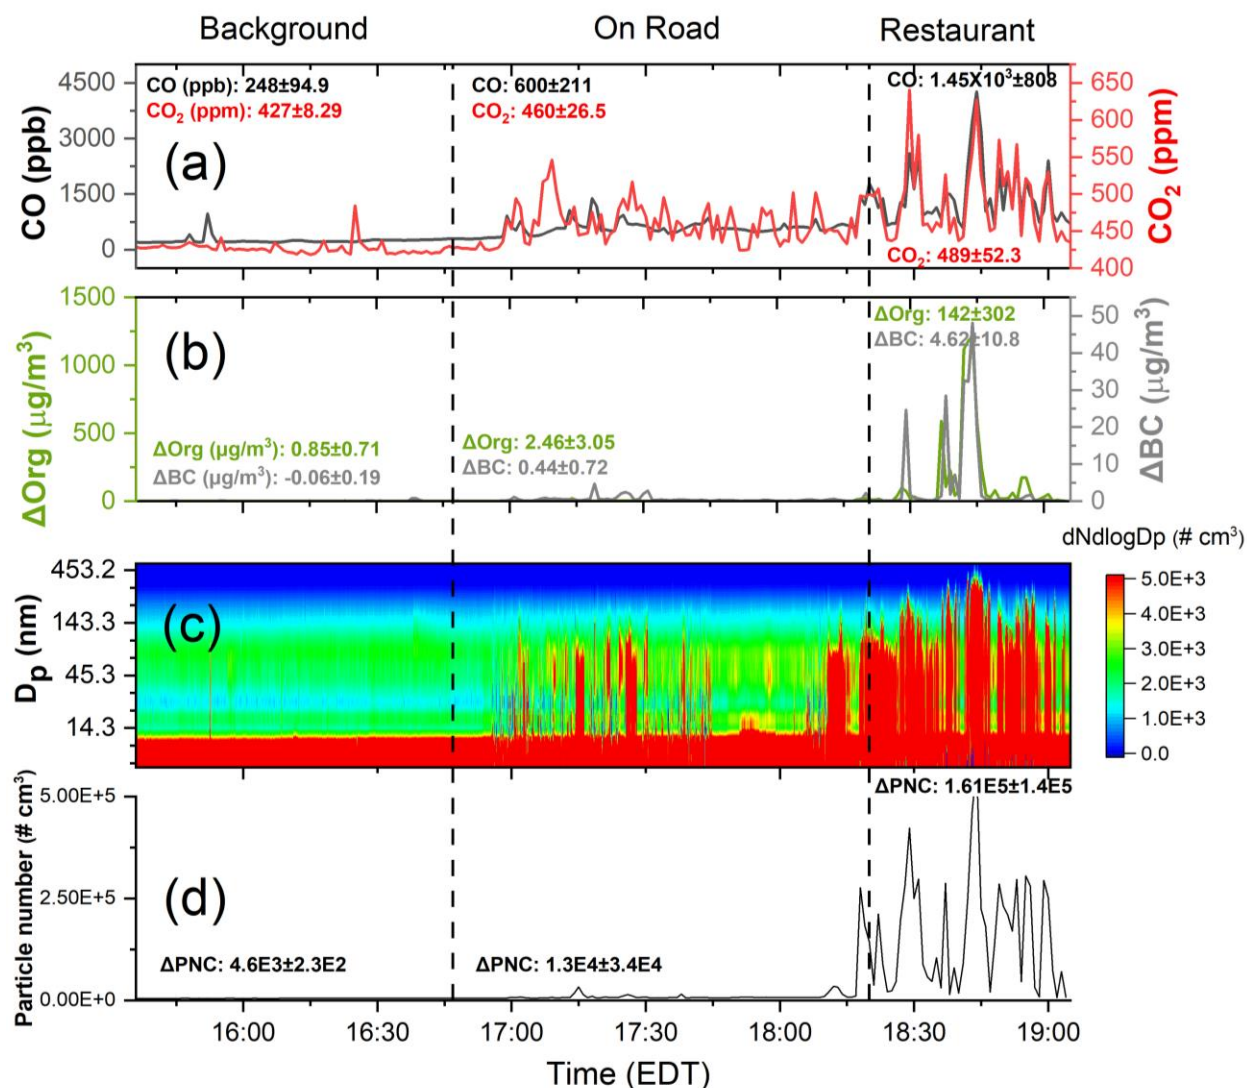 Background On Road Restaurant
4500 3000 1500 0
CO (ppb)
CO (ppb): 248±94.9
CO₂ (ppm): 427±8.29
CO: 600±211
CO₂: 460±26.5
CO: 1.45X10³±808
CO₂: 489±52.3
(a)
650 600 550 500 450 400
CO₂ (ppm)
1500 1000 500 0
ΔOrg (μg/m³)
(b)
ΔOrg (μg/m³): 0.85±0.71
ΔBC (μg/m³): -0.06±0.19
ΔOrg: 2.46±3.05
ΔBC: 0.44±0.72
ΔOrg: 142±302
ΔBC: 4.62±10.8
50 40 30 20 10 0
ΔBC (μg/m³)
453.2 143.3 45.3 14.3
Dp (nm)
(c)
dNdlogDp (# cm³)
5.0E+3
4.0E+3
3.0E+3
2.0E+3
1.0E+3
0.0
5.00E+5 2.50E+5 0.00E+0
Particle number (# cm³)
(d)
ΔPNC: 4.6E3±2.3E2
ΔPNC: 1.3E4±3.4E4
ΔPNC: 1.61E5±1.4E5
16:00 16:30 17:00 17:30 18:00 18:30 19:00
Time (EDT)